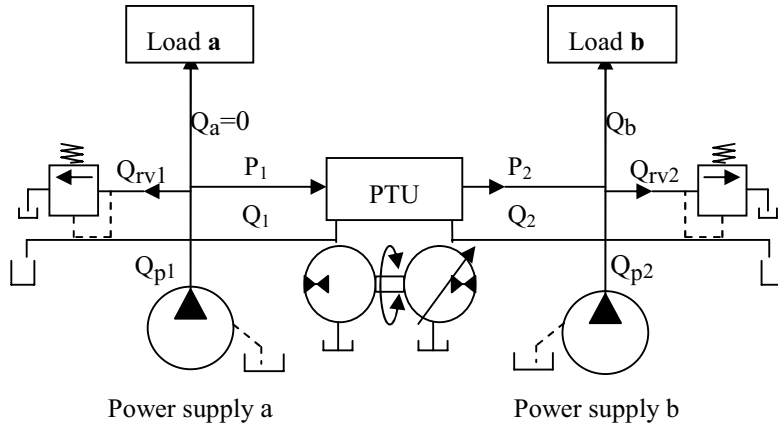 Load a
Load b
Qa=0
Qb
Qrv1
P1
PTU
P2
Qrv2
Q1
Q2
Qp1
Qp2
Power supply a
Power supply b